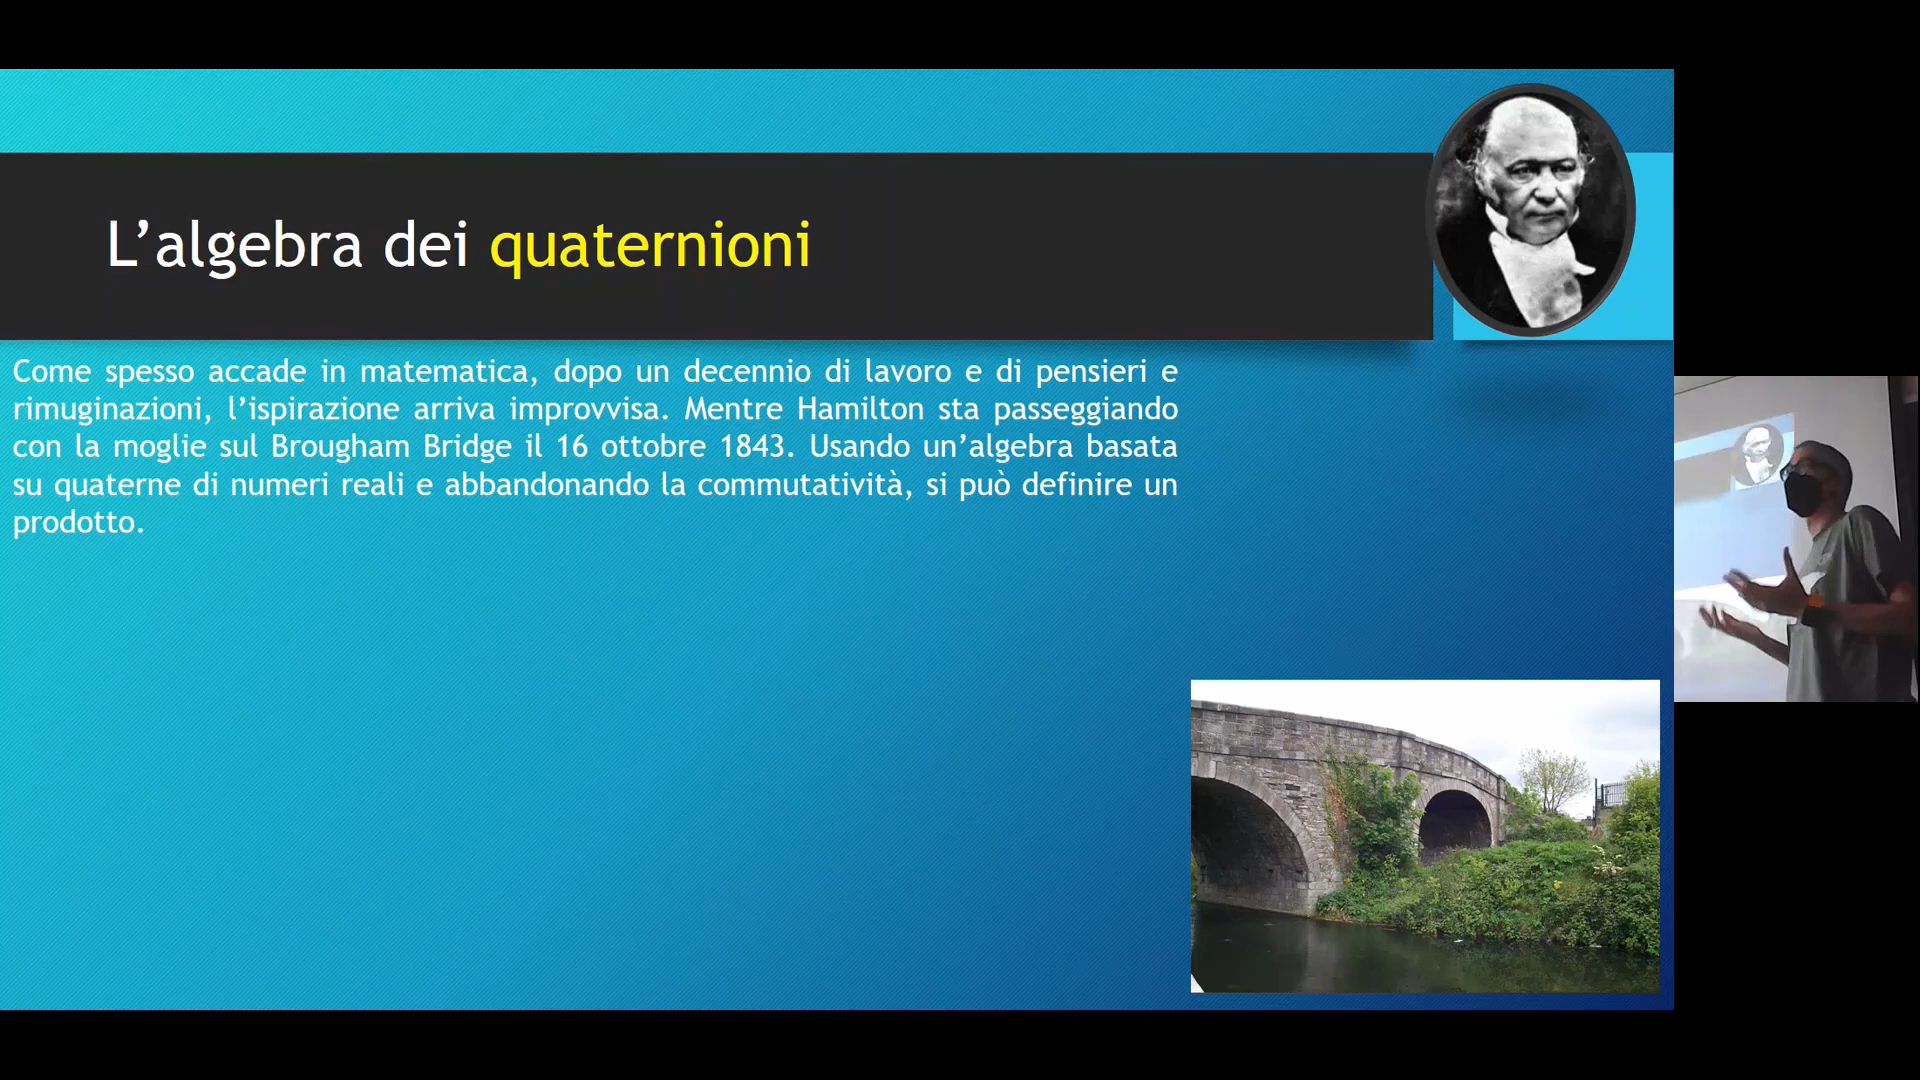 L’algebra dei quaternioni
Come spesso accade in matematica, dopo un decennio di lavoro e di pensieri e
rimuginazioni, l’ispirazione arriva improvvisa. Mentre Hamilton sta passeggiando
con la moglie sul Brougham Bridge il 16 ottobre 1843. Usando un’algebra basata
su quaterne di numeri reali e abbandonando la commutatività, si può definire un
prodotto.